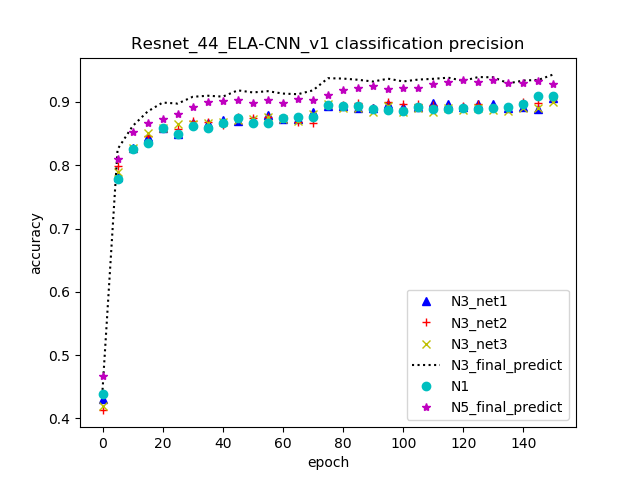 Resnet_44_ELA-CNN_v1 classification precision
accuracy
0.9
0.8
0.7
0.6
0.5
0.4
N3_net1
N3_net2
N3_net3
N3_final_predict
N1
N5_final_predict
0 20 40 60 80 100 120 140
epoch